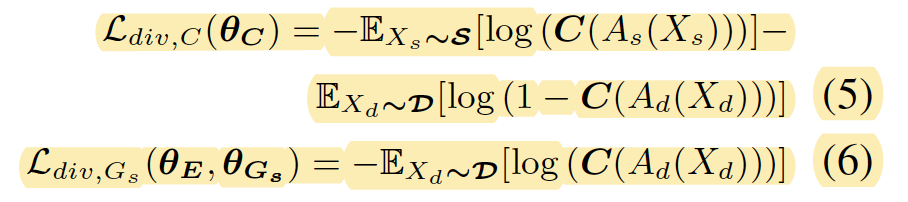 𝓛_{div,C}(θ_C) = −𝔼_{X_s∼𝓢}[log (C(A_s(X_s)))]−
𝔼_{X_d∼𝓓}[log (1 − C(A_d(X_d)))] (5)
𝓛_{div,G_s}(θ_E, θ_{G_s}) = −𝔼_{X_d∼𝓓}[log (C(A_d(X_d)))] (6)